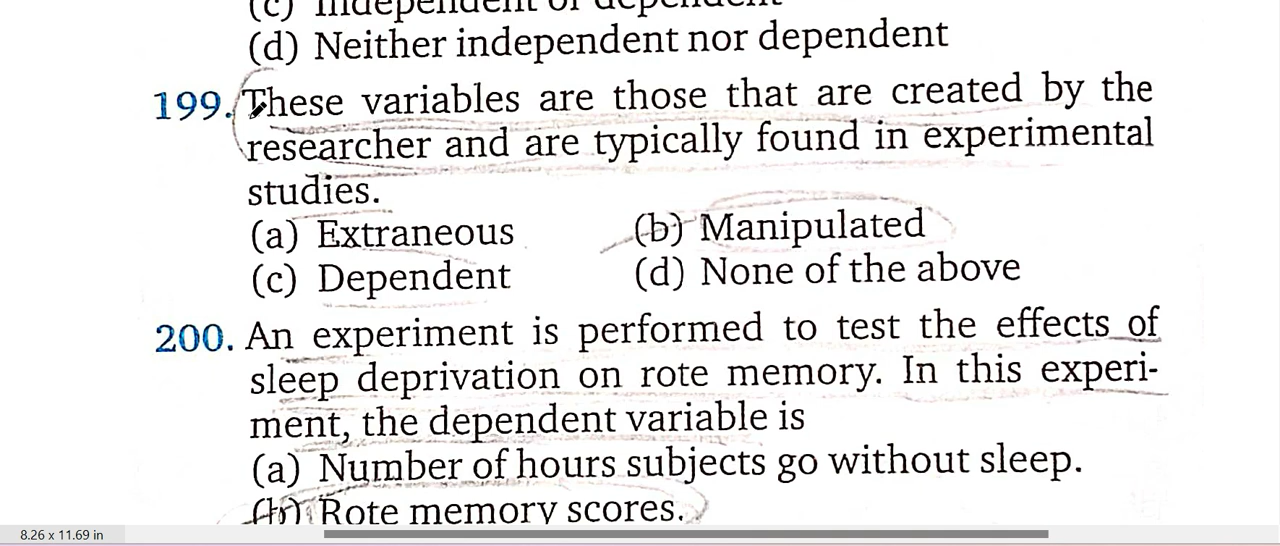 (c) Independent or dependent
(d) Neither independent nor dependent
199. These variables are those that are created by the
researcher and are typically found in experimental
studies.
(a) Extraneous (b) Manipulated
(c) Dependent (d) None of the above
200. An experiment is performed to test the effects of
sleep deprivation on rote memory. In this experi-
ment, the dependent variable is
(a) Number of hours subjects go without sleep.
(b) Rote memory scores.
8.26 x 11.69 in